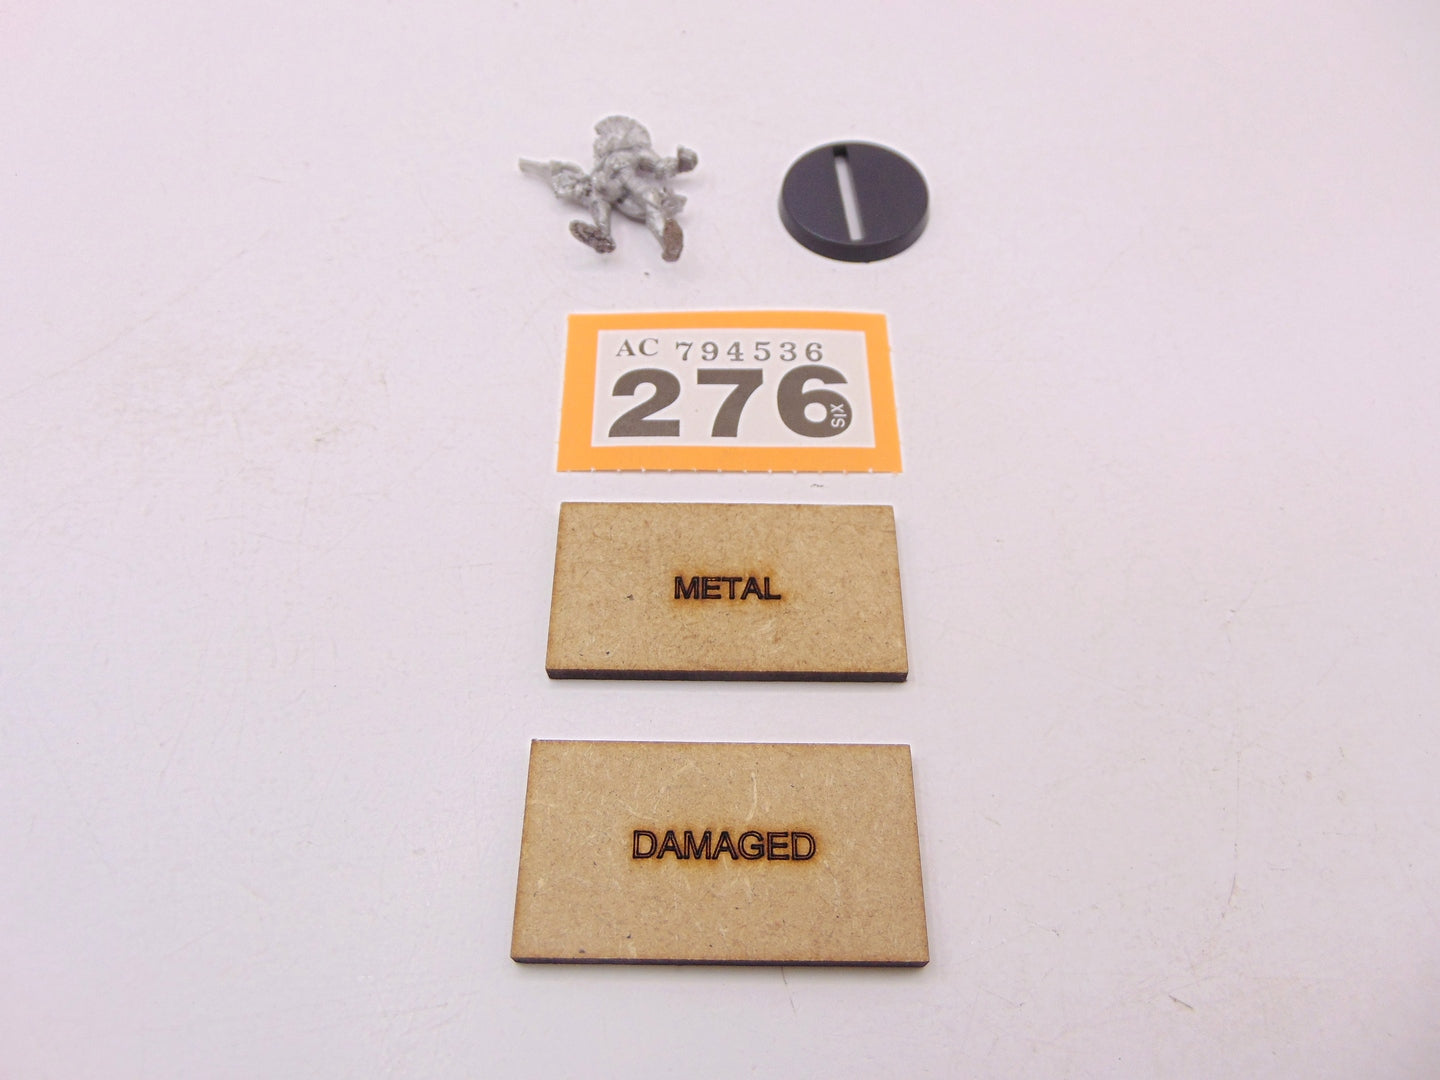 AC 794536
276
SIX
METAL
DAMAGED